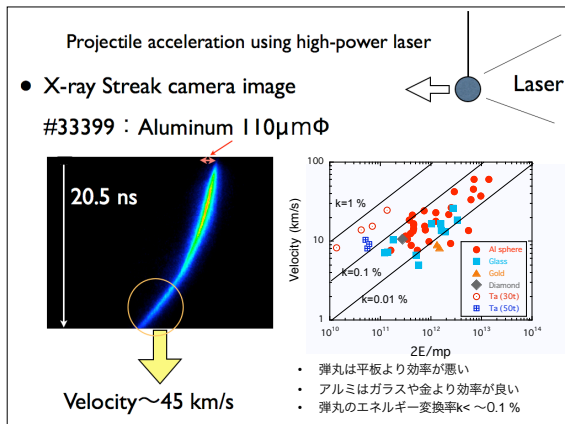 Projectile acceleration using high-power laser
Laser
• X-ray Streak camera image
#33399：Aluminum 110μmΦ
20.5 ns
Velocity〜45 km/s
Velocity (km/s)
100
10
1
k=1 %
k=0.1 %
k=0.01 %
Al sphere
Glass
Gold
Diamond
Ta (30t)
Ta (50t)
10^10
10^11
10^12
10^13
10^14
2E/mp
• 弾丸は平板より効率が悪い
• アルミはガラスや金より効率が良い
• 弾丸のエネルギー変換率k< 〜0.1 %